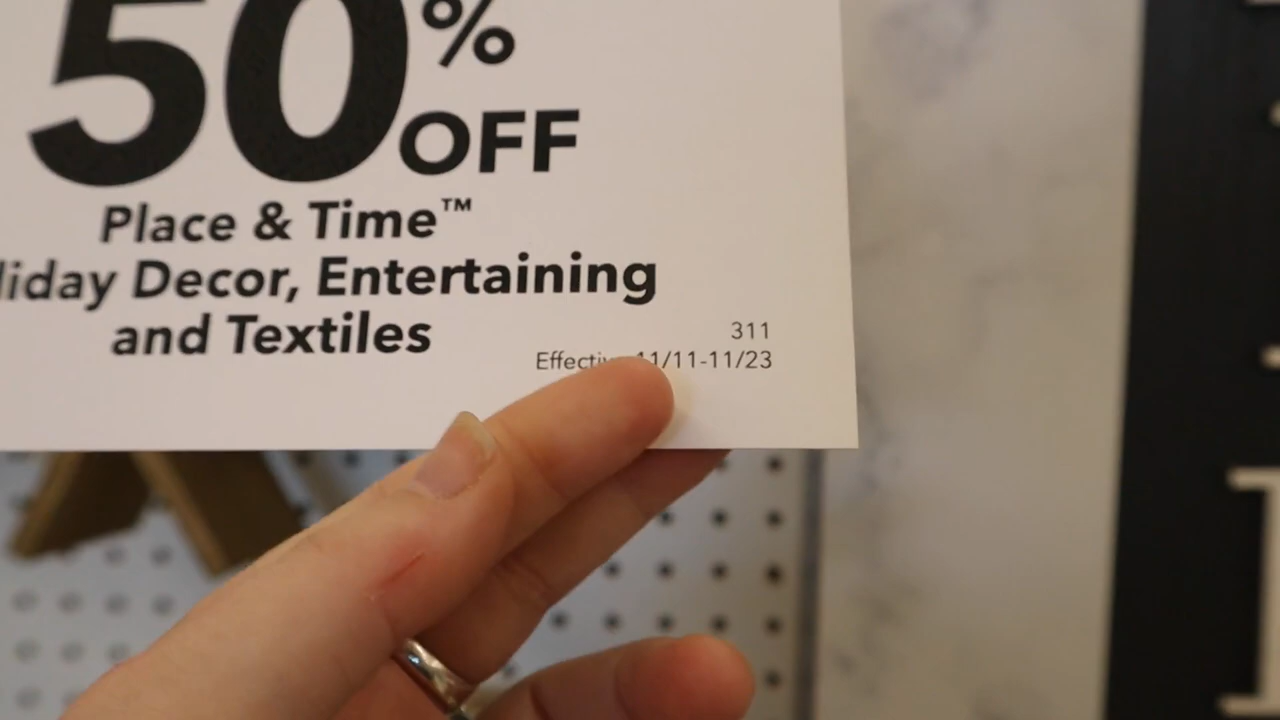 50%
OFF
Place & Time™
liday Decor, Entertaining
and Textiles
311
11/11-11/23